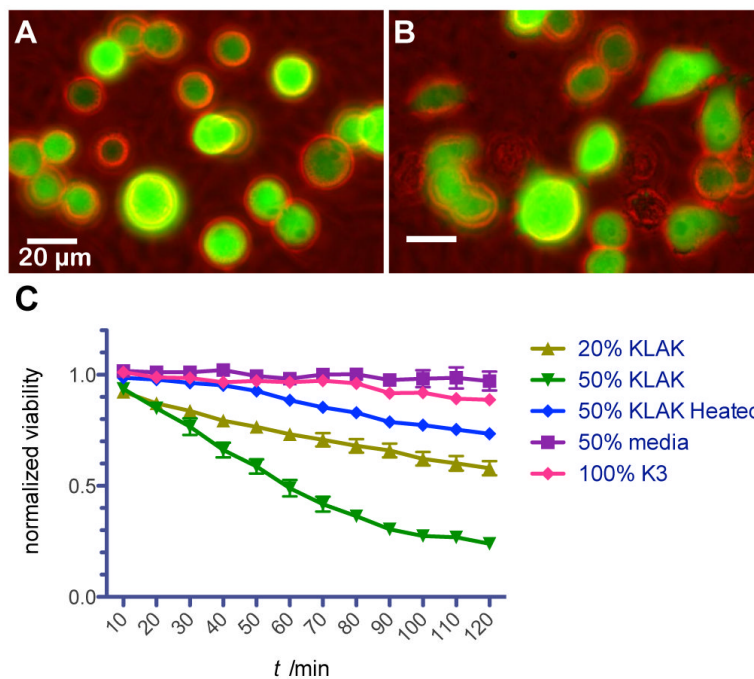 A
B
20 μm
C
normalized viability
1.0
0.5
0.0
10 20 30 40 50 60 70 80 90 100 110 120
t /min
20% KLAK
50% KLAK
50% KLAK Heated
50% media
100% K3